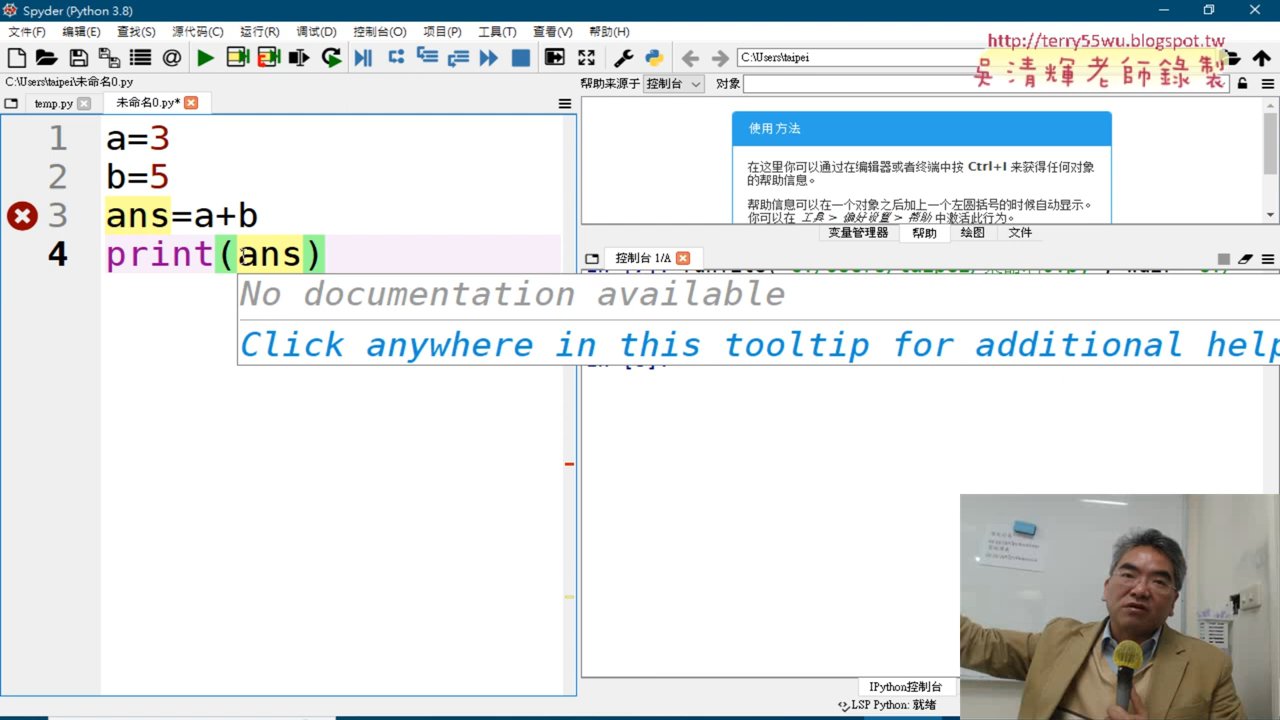 Spyder (Python 3.8)
文件(F) 编辑(E) 查找(S) 源代码(C) 运行(R) 调试(D) 控制台(O) 项目(P) 工具(T) 查看(V) 帮助(H)
http://terry55wu.blogspot.tw
吳清輝老師錄製
C:\Users\taipei
C:\Users\taipei\未命名0.py
帮助来源于 控制台 对象
temp.py 未命名0.py*
1 a=3
2 b=5
3 ans=a+b
4 print(ans)
No documentation available
Click anywhere in this tooltip for additional help
使用方法
在这里你可以通过在编辑器或者终端中按 Ctrl+I 来获得任何对象
的帮助信息。
帮助信息可以在一个对象之后加上一个左圆括号的时候自动显示。
你可以在 工具 > 偏好设置 > 帮助 中激活此行为。
变量管理器 帮助 绘图 文件
控制台 1/A
IPython控制台
LSP Python: 就绪